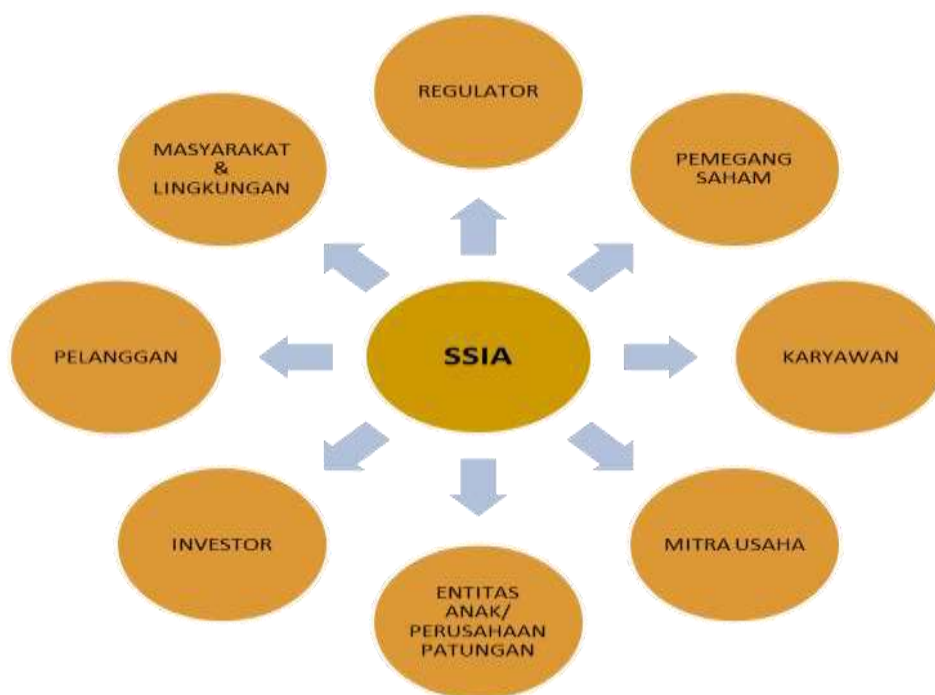 REGULATOR
MASYARAKAT
&
LINGKUNGAN
PEMEGANG
SAHAM
PELANGGAN
SSIA
KARYAWAN
INVESTOR
MITRA USAHA
ENTITAS
ANAK/
PERUSAHAAN
PATUNGAN